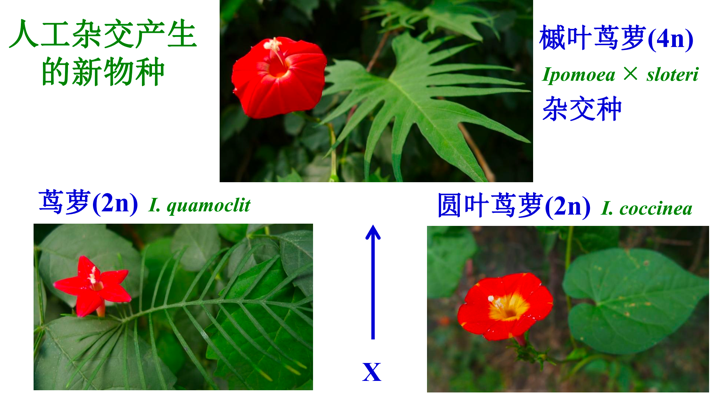 人工杂交产生
的新物种
槭叶茑萝(4n)
Ipomoea × sloteri
杂交种
茑萝(2n) I. quamoclit
圆叶茑萝(2n) I. coccinea
X